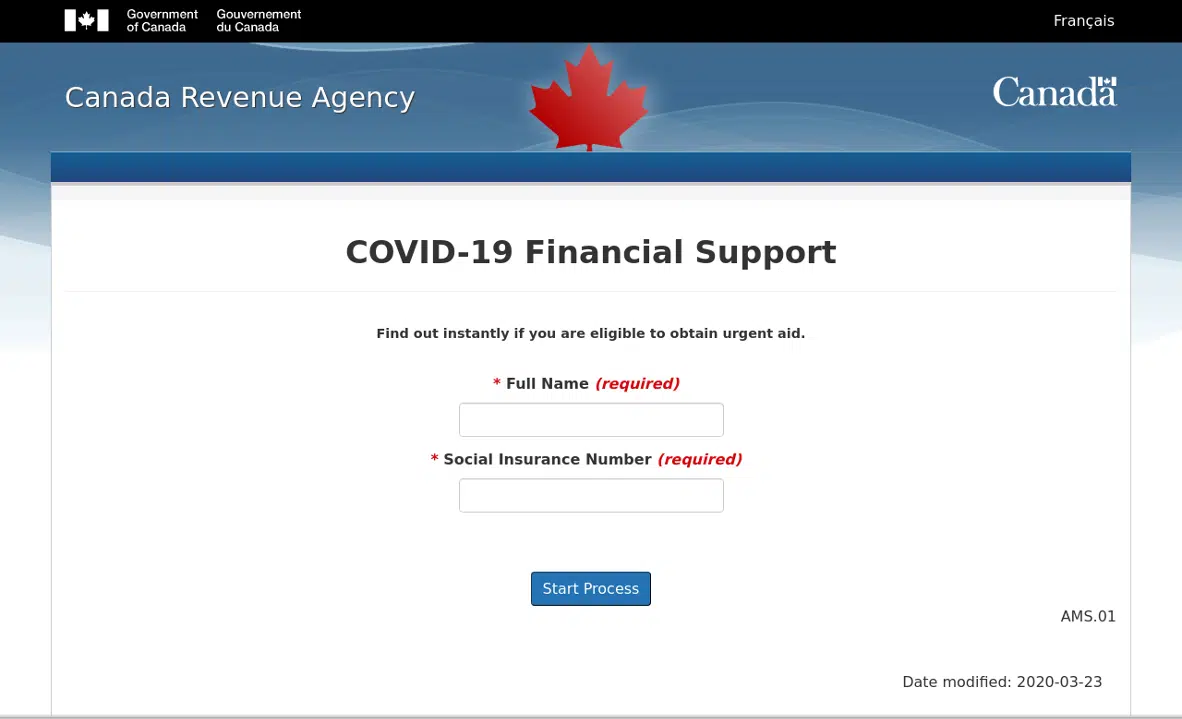 Government of Canada
Gouvernement du Canada
Français
Canada Revenue Agency
Canada
COVID-19 Financial Support
Find out instantly if you are eligible to obtain urgent aid.
* Full Name (required)
* Social Insurance Number (required)
Start Process
AMS.01
Date modified: 2020-03-23